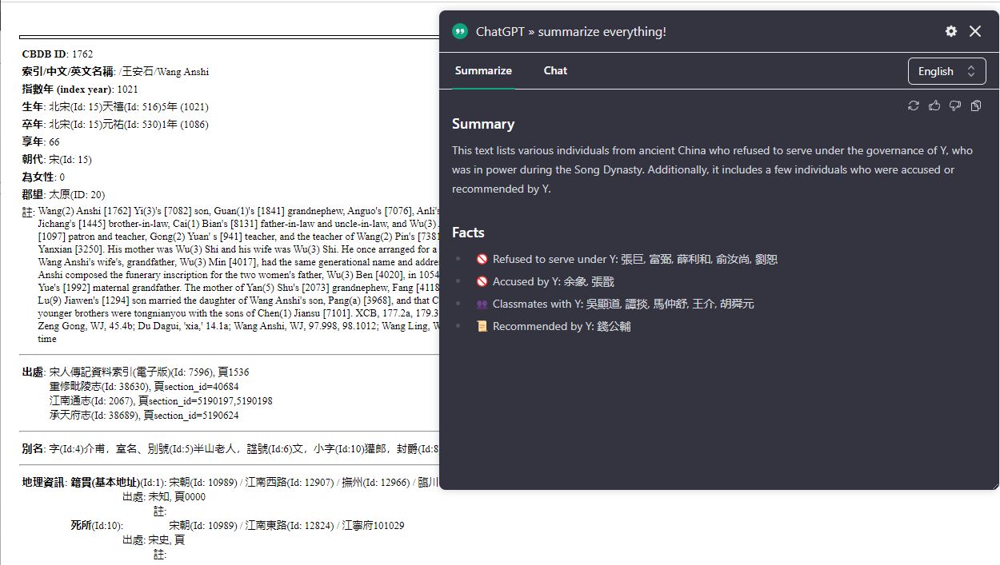 CBDB ID: 1762
索引/中文/英文名稱: /王安石/Wang Anshi
指數年 (index year): 1021
生年: 北宋(Id: 15)天禧(Id: 516)5年 (1021)
卒年: 北宋(Id: 15)元祐(Id: 530)1年 (1086)
享年: 66
朝代: 宋(Id: 15)
為女性: 0
郡望: 太原(ID: 20)
註: Wang(2) Anshi [1762] Yi(3)'s [7082] son, Guan(1)'s [1841] grandnephew, Anguo's [7076], Anli's
Jichang's [1445] brother-in-law, Cai(1) Bian's [8131] father-in-law and uncle-in-law, and Wu(3)
[1097] patron and teacher, Gong(2) Yuan' s [941] teacher, and the teacher of Wang(2) Pin's [7381
Yanxian [3250]. His mother was Wu(3) Shi and his wife was Wu(3) Shi. He once arranged for a
Wang Anshi's wife's, grandfather, Wu(3) Min [4017], had the same generational name and addre
Anshi composed the funerary inscription for the two women's father, Wu(3) Ben [4020], in 1054
Yue's [1992] maternal grandfather. The mother of Yan(5) Shu's [2073] grandnephew, Fang [4118
Lu(9) Jiawen's [1294] son married the daughter of Wang Anshi's son, Pang(a) [3968], and that C
younger brothers were tongnianyou with the sons of Chen(1) Jiansu [7101]. XCB, 177.2a, 179.3
Zeng Gong, WJ, 45.4b; Du Dagui, 'xia,' 14.1a; Wang Anshi, WJ, 97.998, 98.1012; Wang Ling, W
time
出處: 宋人傳記資料索引(電子版)(Id: 7596), 頁1536
重修毗陵志(Id: 38630), 頁section_id=40684
江南通志(Id: 2067), 頁section_id=5190197,5190198
承天府志(Id: 38689), 頁section_id=5190624
別名: 字(Id:4)介甫，室名、別號(Id:5)半山老人，諡號(Id:6)文，小字(Id:10)獾郎，封爵(Id:8
地理資訊: 籍貫(基本地址)(Id:1): 宋朝(Id: 10989) / 江南西路(Id: 12907) / 撫州(Id: 12966) / 臨川
出處: 未知, 頁0000
註:
死所(Id:10): 宋朝(Id: 10989) / 江南東路(Id: 12824) / 江寧府101029
出處: 宋史, 頁
註:
ChatGPT » summarize everything!
Summarize Chat English
Summary
This text lists various individuals from ancient China who refused to serve under the governance of Y, who
was in power during the Song Dynasty. Additionally, it includes a few individuals who were accused or
recommended by Y.
Facts
Refused to serve under Y: 張巨, 富弼, 薛利和, 俞汝尚, 劉恕
Accused by Y: 余象, 張戩
Classmates with Y: 吳顯道, 譚掞, 馬仲舒, 王介, 胡舜元
Recommended by Y: 錢公輔